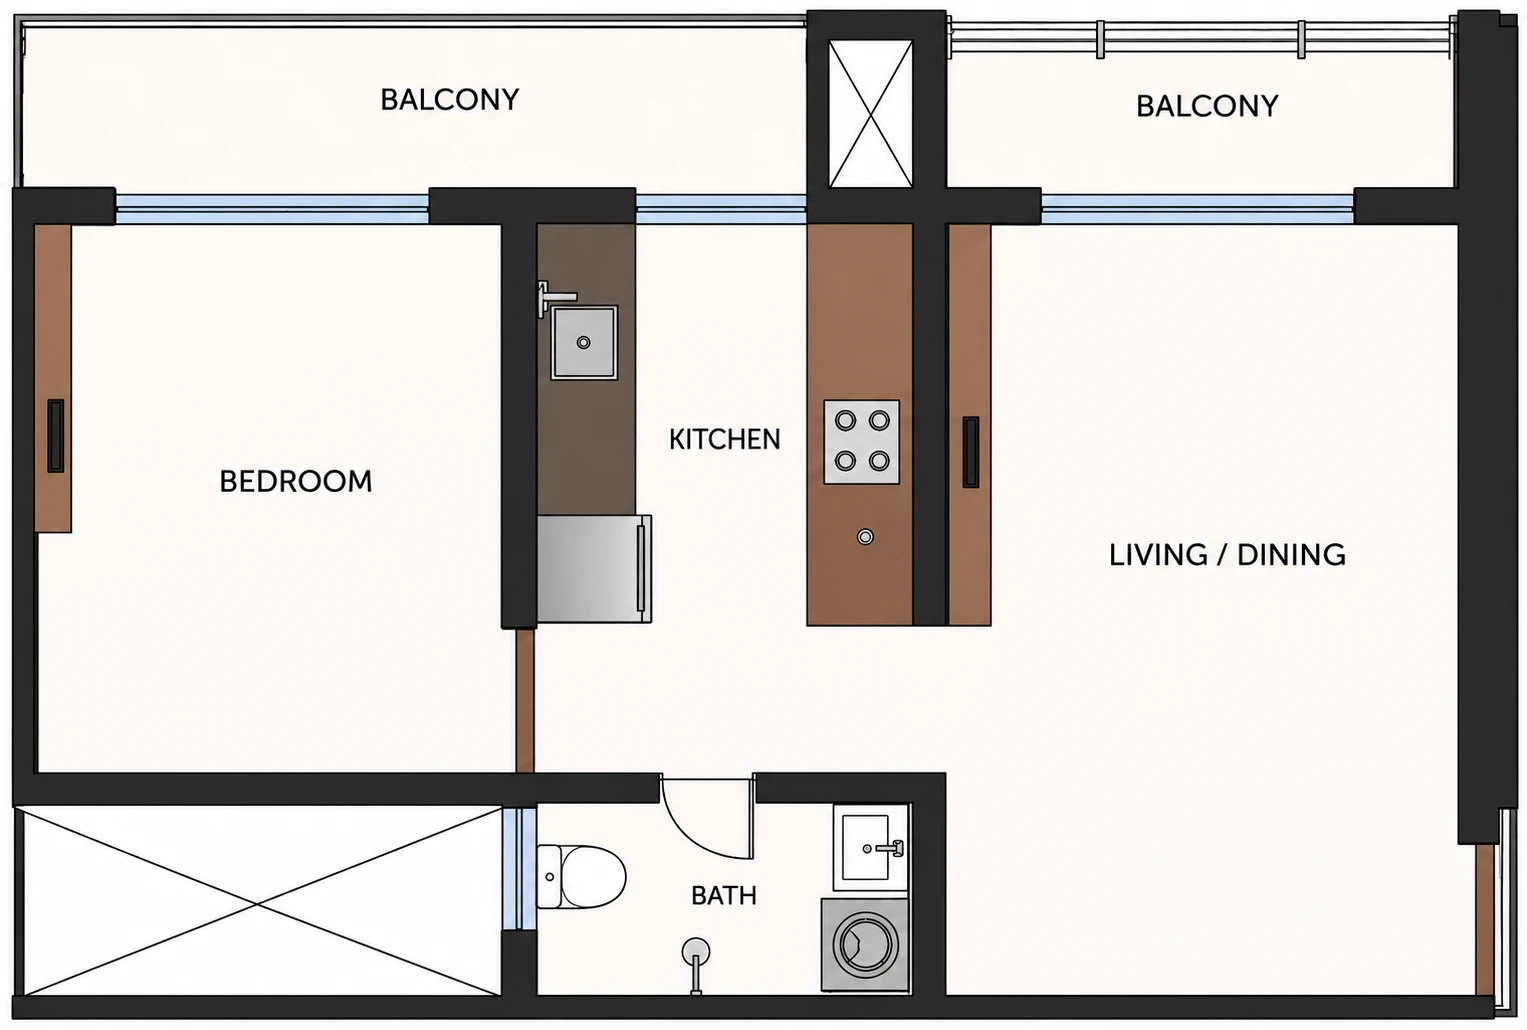 BALCONY
BALCONY
KITCHEN
BEDROOM
LIVING / DINING
BATH